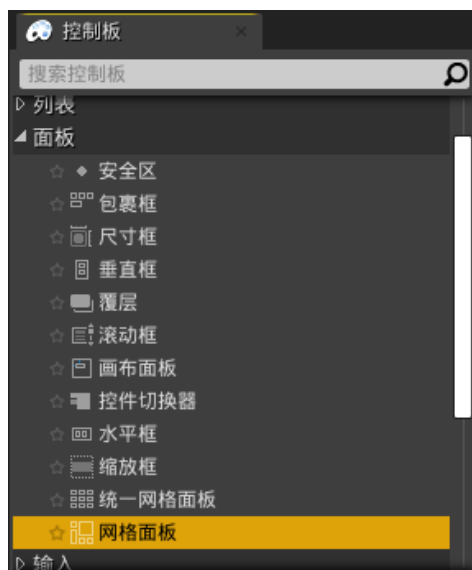 控制板
搜索控制板
列表
面板
安全区
包裹框
尺寸框
垂直框
覆层
滚动框
画布面板
控件切换器
水平框
缩放框
统一网格面板
网格面板
输入